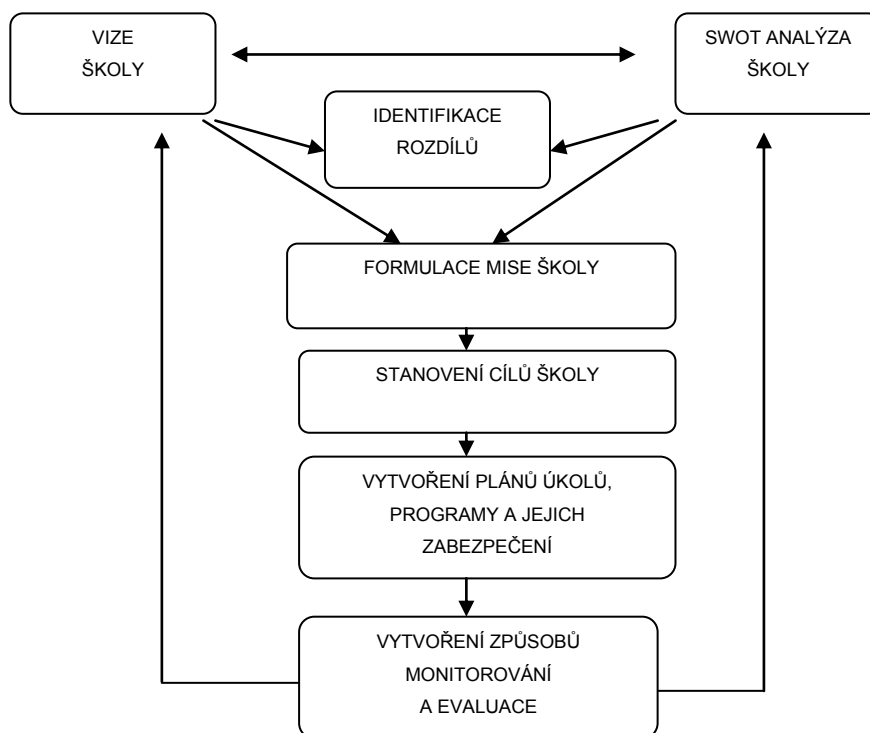 VIZE
ŠKOLY
SWOT ANALÝZA
ŠKOLY
IDENTIFIKACE
ROZDÍLŮ
FORMULACE MISE ŠKOLY
STANOVENÍ CÍLŮ ŠKOLY
VYTVOŘENÍ PLÁNŮ ÚKOLŮ,
PROGRAMY A JEJICH
ZABEZPEČENÍ
VYTVOŘENÍ ZPŮSOBŮ
MONITOROVÁNÍ
A EVALUACE